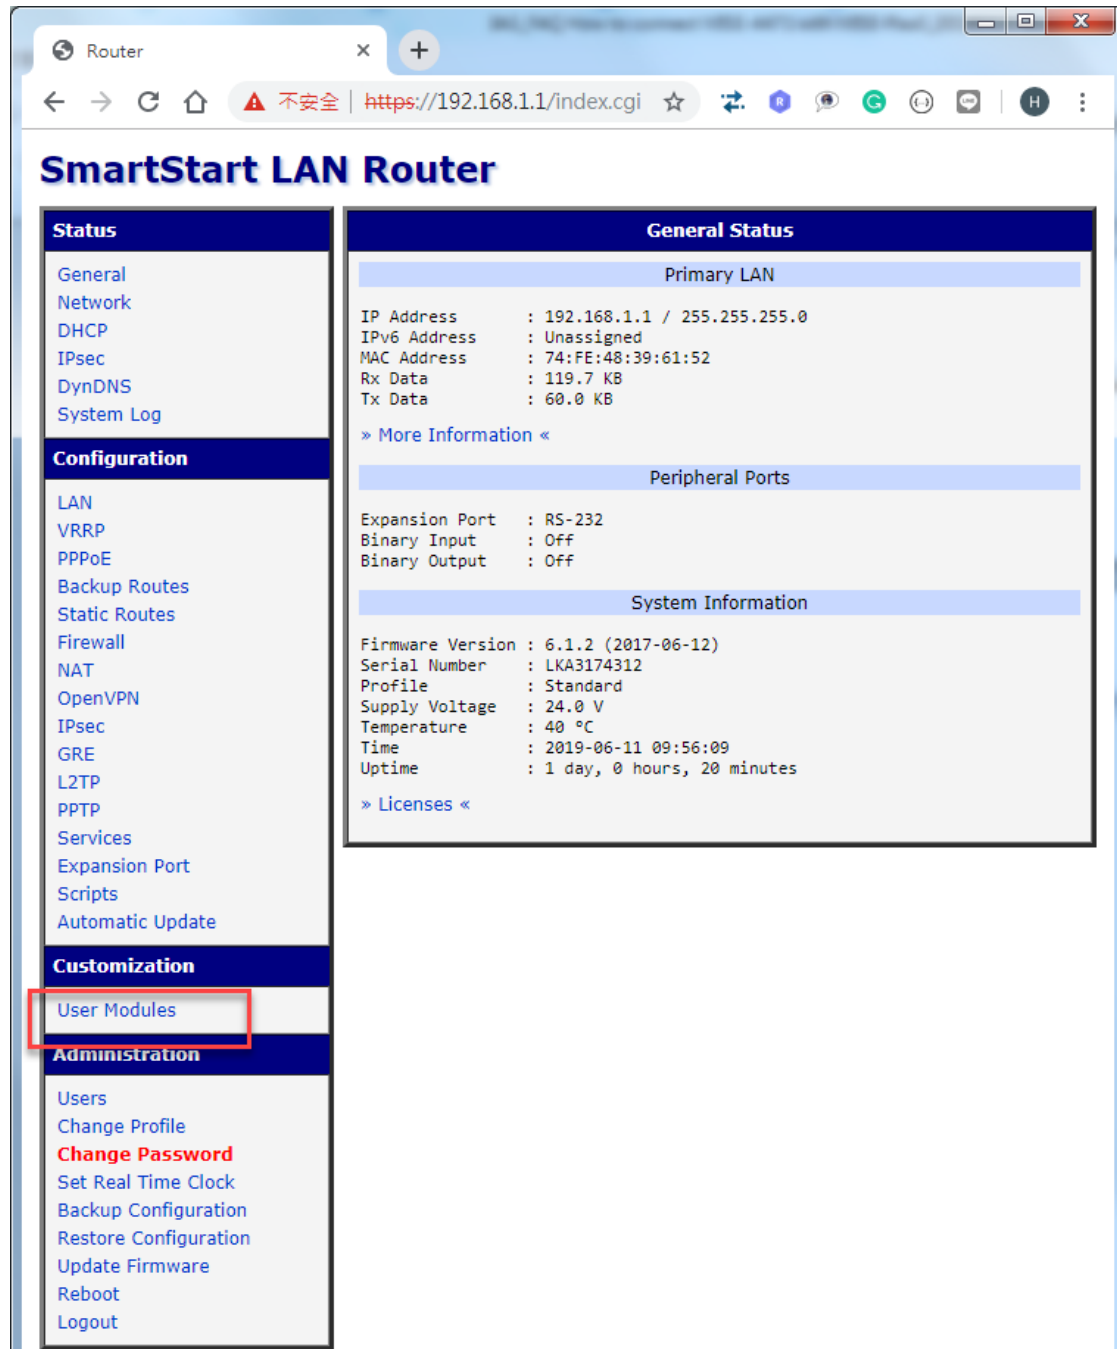 Router
不安全 | https://192.168.1.1/index.cgi
R
G
H
SmartStart LAN Router
Status
General
Network
DHCP
IPsec
DynDNS
System Log
Configuration
LAN
VRRP
PPPoE
Backup Routes
Static Routes
Firewall
NAT
OpenVPN
IPsec
GRE
L2TP
PPTP
Services
Expansion Port
Scripts
Automatic Update
Customization
User Modules
Administration
Users
Change Profile
Change Password
Set Real Time Clock
Backup Configuration
Restore Configuration
Update Firmware
Reboot
Logout
General Status
Primary LAN
IP Address : 192.168.1.1 / 255.255.255.0
IPv6 Address : Unassigned
MAC Address : 74:FE:48:39:61:52
Rx Data : 119.7 KB
Tx Data : 60.0 KB
» More Information «
Peripheral Ports
Expansion Port : RS-232
Binary Input : Off
Binary Output : Off
System Information
Firmware Version : 6.1.2 (2017-06-12)
Serial Number : LKA3174312
Profile : Standard
Supply Voltage : 24.0 V
Temperature : 40 °C
Time : 2019-06-11 09:56:09
Uptime : 1 day, 0 hours, 20 minutes
» Licenses «